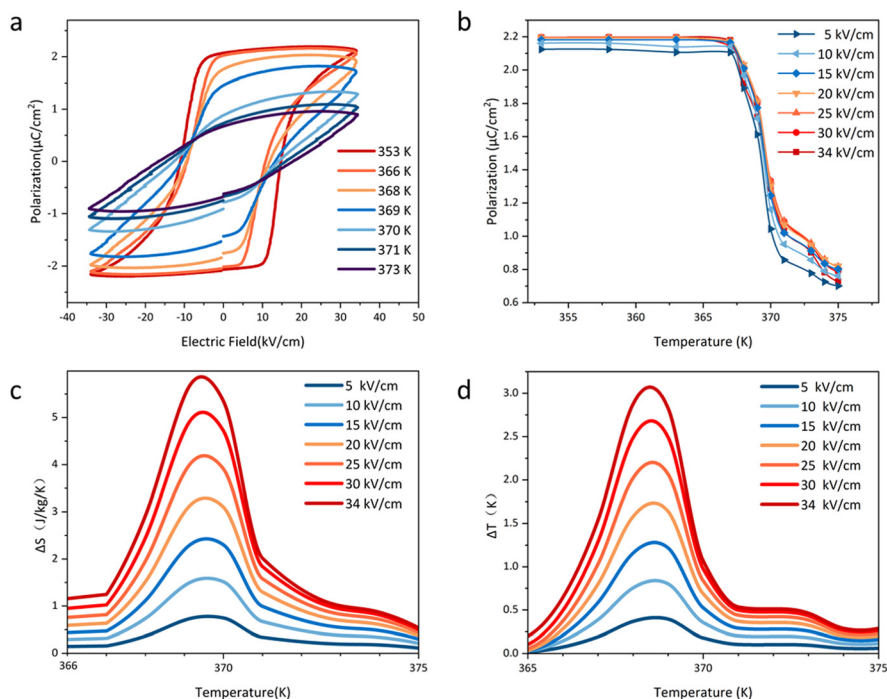 a
Polarization(μC/cm²)
2
1
0
-1
-2
353 K
366 K
368 K
369 K
370 K
371 K
373 K
-40 -30 -20 -10 0 10 20 30 40 50
Electric Field(kV/cm)
b
Polarization (μC/cm²)
2.2
2.0
1.8
1.6
1.4
1.2
1.0
0.8
0.6
5 kV/cm
10 kV/cm
15 kV/cm
20 kV/cm
25 kV/cm
30 kV/cm
34 kV/cm
355 360 365 370 375
Temperature (K)
c
ΔS（J/kg/K）
5
4
3
2
1
0
5 kV/cm
10 kV/cm
15 kV/cm
20 kV/cm
25 kV/cm
30 kV/cm
34 kV/cm
366 370 375
Temperature(K)
d
ΔT（K）
3.0
2.5
2.0
1.5
1.0
0.5
0.0
5 kV/cm
10 kV/cm
15 kV/cm
20 kV/cm
25 kV/cm
30 kV/cm
34 kV/cm
365 370 375
Temperature(K)